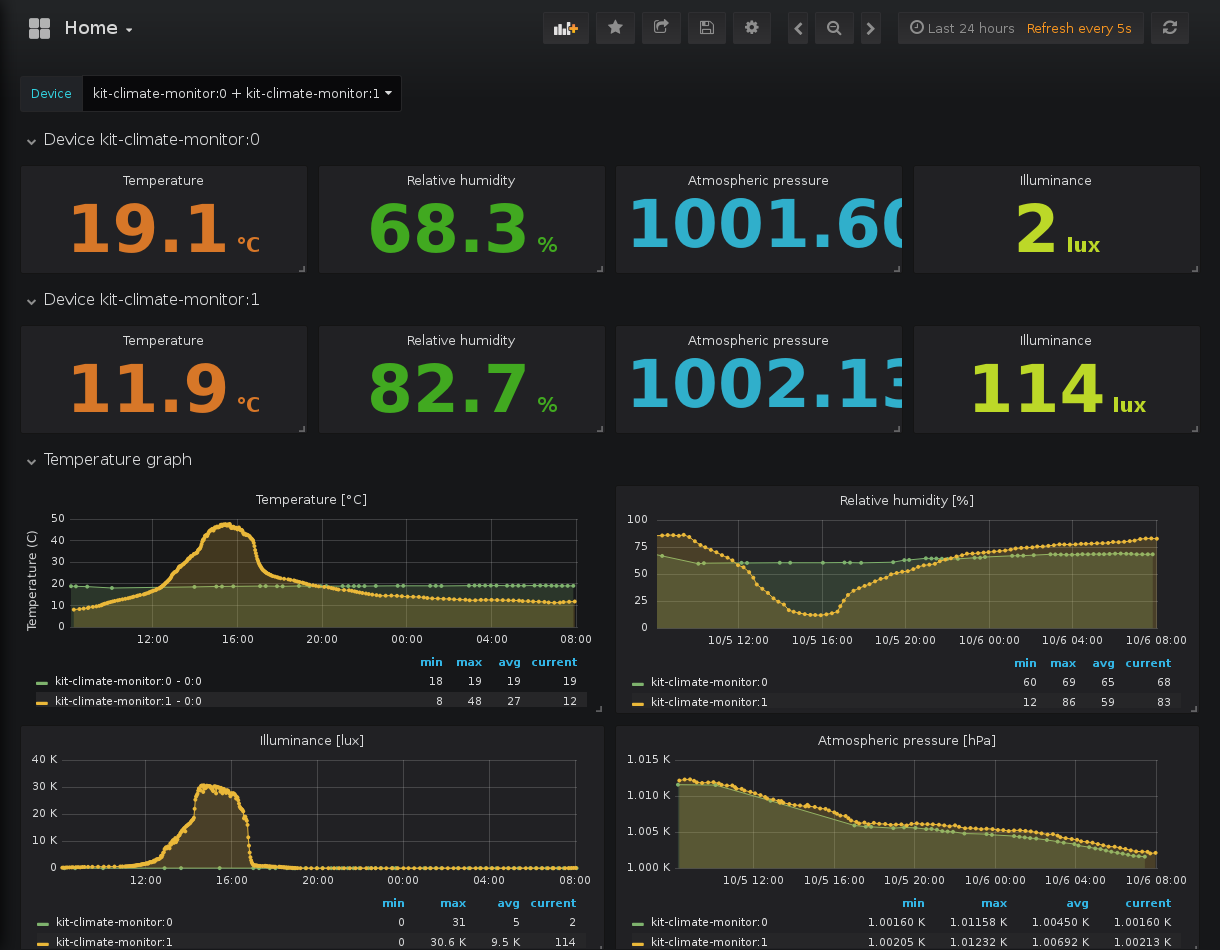 Home
Last 24 hours Refresh every 5s
Device kit-climate-monitor:0 + kit-climate-monitor:1
Device kit-climate-monitor:0
Temperature Relative humidity Atmospheric pressure Illuminance
19.1 °C 68.3 % 1001.60 2 lux
Device kit-climate-monitor:1
Temperature Relative humidity Atmospheric pressure Illuminance
11.9 °C 82.7 % 1002.13 114 lux
Temperature graph
Temperature [°C]
Temperature (C)
50
40
30
20
10
0
12:00 16:00 20:00 00:00 04:00 08:00
min max avg current
kit-climate-monitor:0 - 0:0 18 19 19 19
kit-climate-monitor:1 - 0:0 8 48 27 12
Relative humidity [%]
100
75
50
25
0
10/5 12:00 10/5 16:00 10/5 20:00 10/6 00:00 10/6 04:00 10/6 08:00
min max avg current
kit-climate-monitor:0 60 69 65 68
kit-climate-monitor:1 12 86 59 83
Illuminance [lux]
40 K
30 K
20 K
10 K
0
12:00 16:00 20:00 00:00 04:00 08:00
min max avg current
kit-climate-monitor:0 0 31 5 2
kit-climate-monitor:1 0 30.6 K 9.5 K 114
Atmospheric pressure [hPa]
1.015 K
1.010 K
1.005 K
1.000 K
10/5 12:00 10/5 16:00 10/5 20:00 10/6 00:00 10/6 04:00 10/6 08:00
min max avg current
kit-climate-monitor:0 1.00160 K 1.01158 K 1.00450 K 1.00160 K
kit-climate-monitor:1 1.00205 K 1.01232 K 1.00692 K 1.00213 K